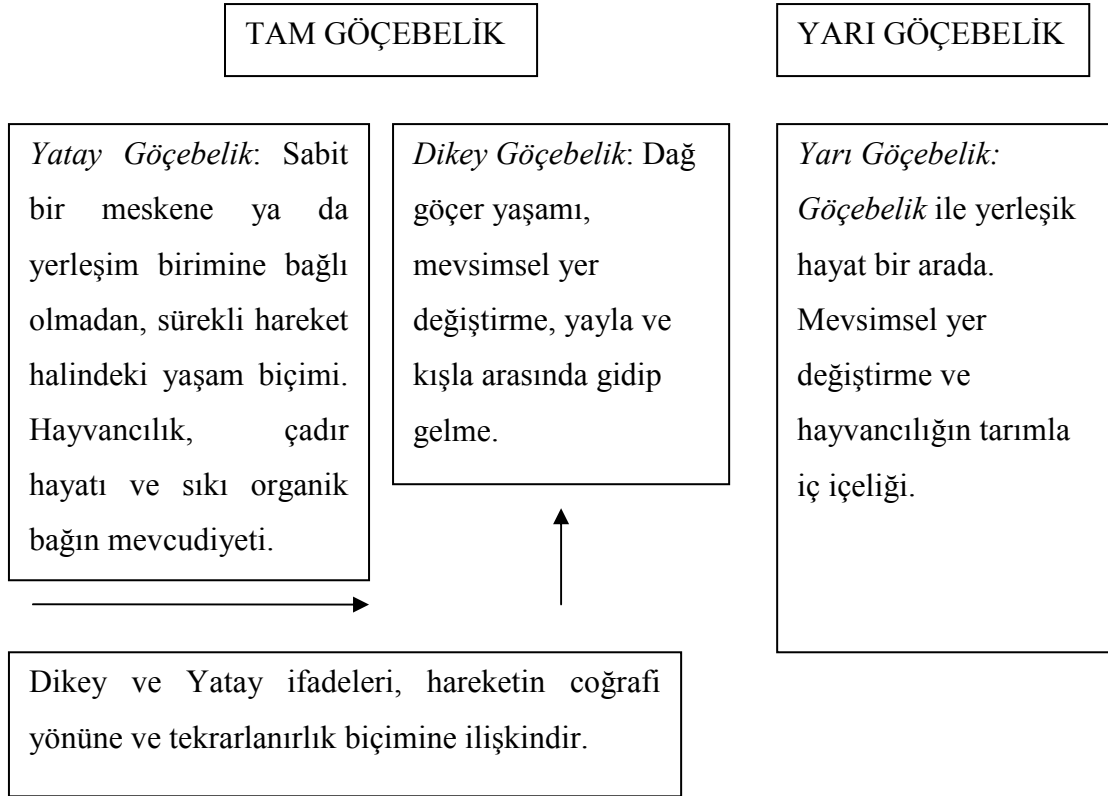 TAM GÖÇEBELİK
YARI GÖÇEBELİK
Yatay Göçebelik: Sabit
bir meskene ya da
yerleşim birimine bağlı
olmadan, sürekli hareket
halindeki yaşam biçimi.
Hayvancılık, çadır
hayatı ve sıkı organik
bağın mevcudiyeti.
Dikey Göçebelik: Dağ
göçer yaşamı,
mevsimsel yer
değiştirme, yayla ve
kışla arasında gidip
gelme.
Yarı Göçebelik:
Göçebelik ile yerleşik
hayat bir arada.
Mevsimsel yer
değiştirme ve
hayvancılığın tarımla
iç içeliği.
Dikey ve Yatay ifadeleri, hareketin coğrafi
yönüne ve tekrarlanırlık biçimine ilişkindir.